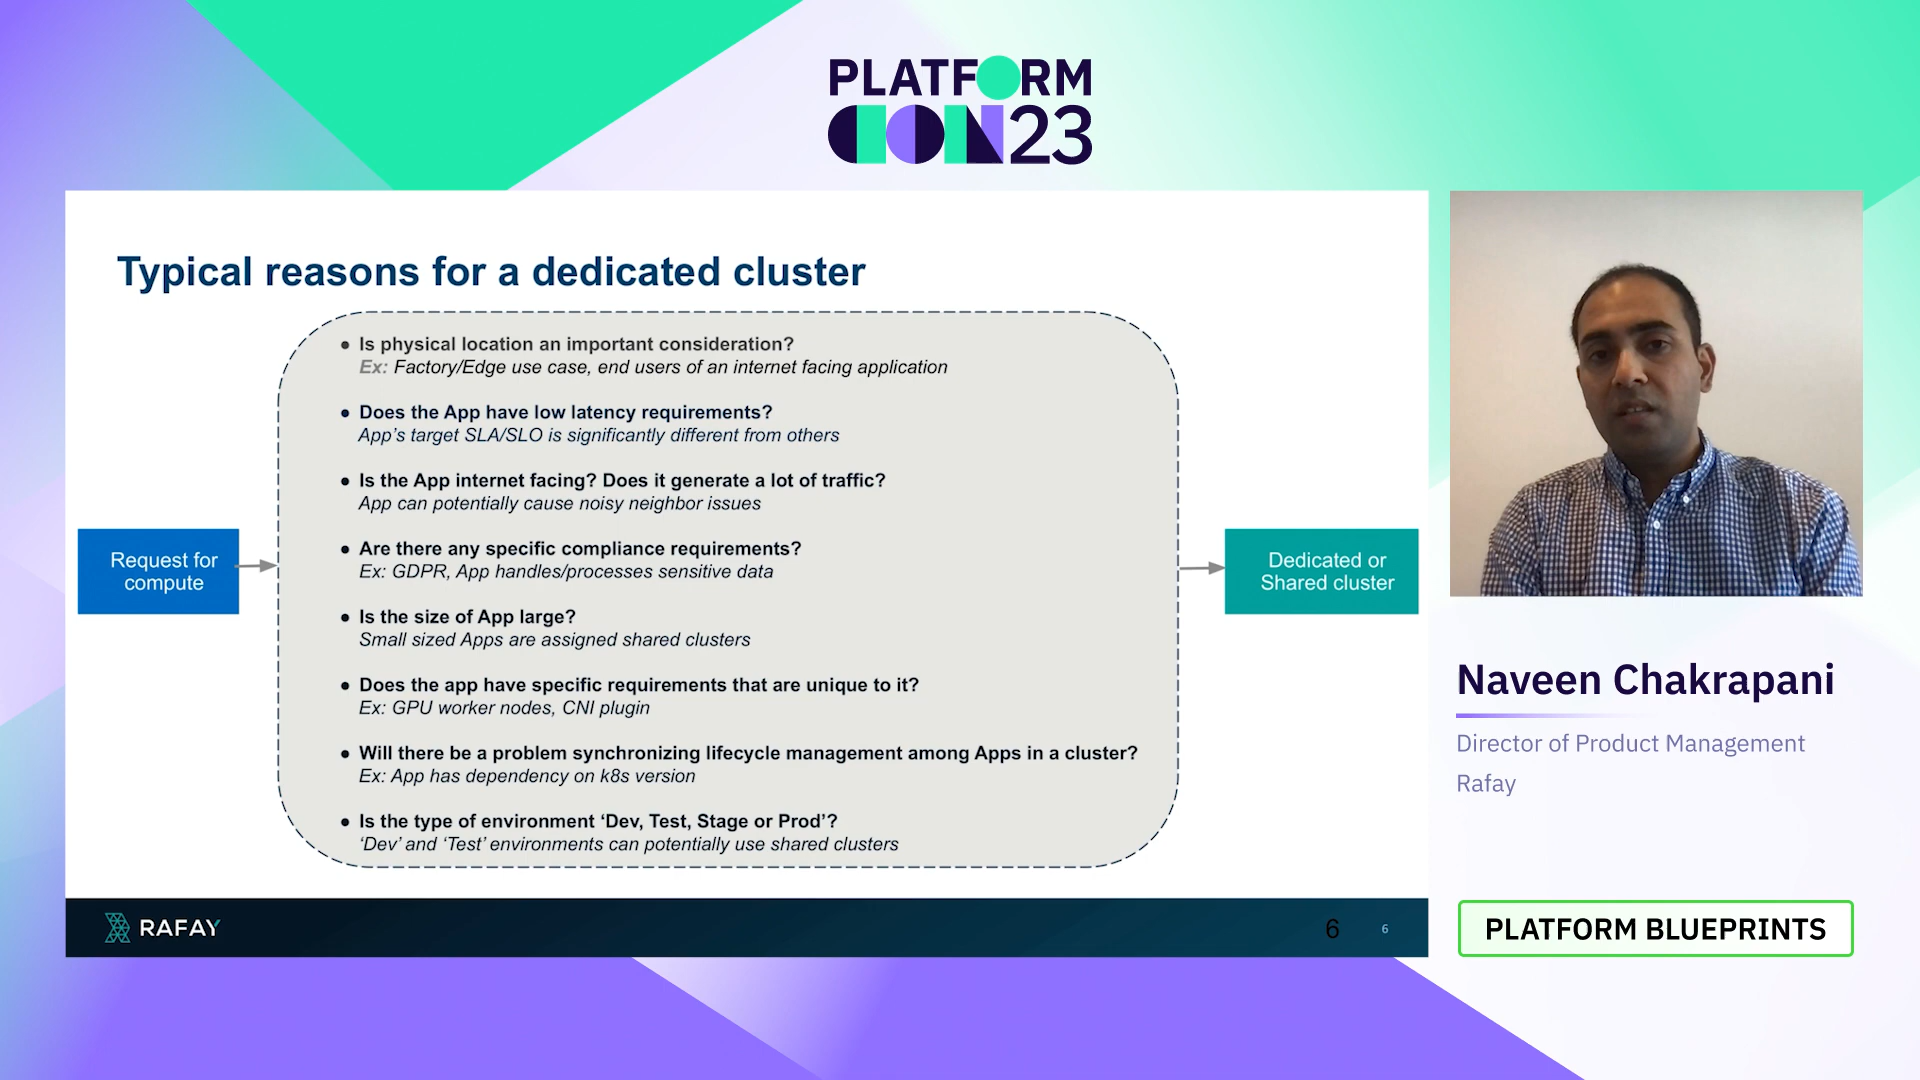 PLATFORM
CON23
Typical reasons for a dedicated cluster
• Is physical location an important consideration?
Ex: Factory/Edge use case, end users of an internet facing application
• Does the App have low latency requirements?
App's target SLA/SLO is significantly different from others
• Is the App internet facing? Does it generate a lot of traffic?
App can potentially cause noisy neighbor issues
• Are there any specific compliance requirements?
Ex: GDPR, App handles/processes sensitive data
• Is the size of App large?
Small sized Apps are assigned shared clusters
• Does the app have specific requirements that are unique to it?
Ex: GPU worker nodes, CNI plugin
• Will there be a problem synchronizing lifecycle management among Apps in a cluster?
Ex: App has dependency on k8s version
• Is the type of environment ‘Dev, Test, Stage or Prod’?
‘Dev’ and ‘Test’ environments can potentially use shared clusters
Request for
compute
Dedicated or
Shared cluster
RAFAY
6
6
Naveen Chakrapani
Director of Product Management
Rafay
PLATFORM BLUEPRINTS